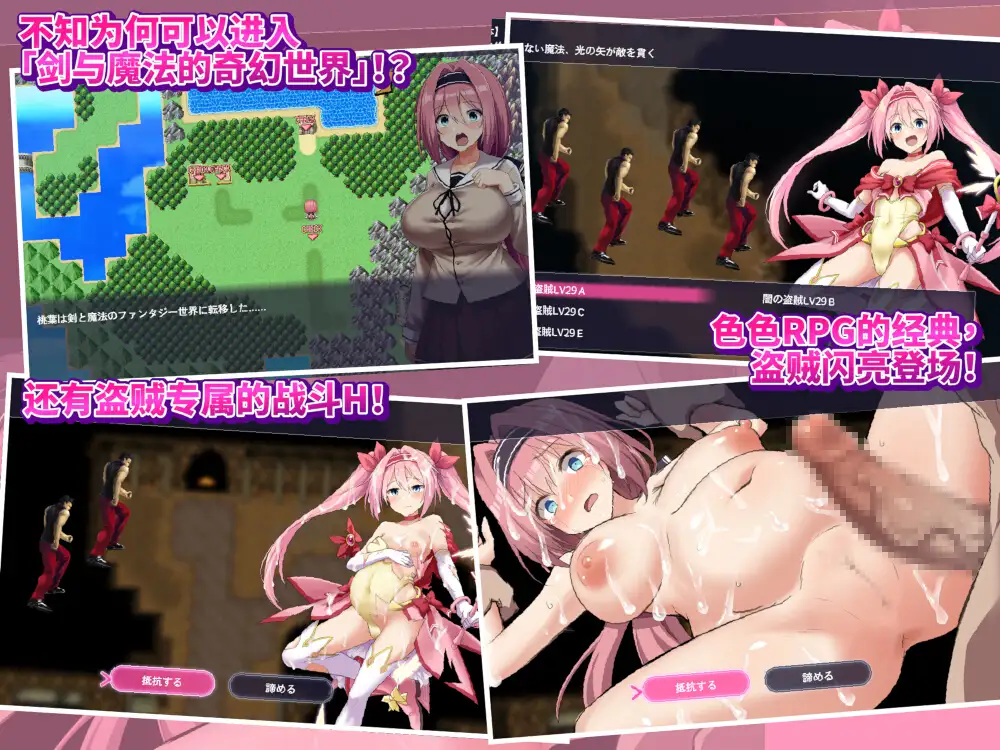 不知为何可以进入
「剑与魔法的奇幻世界」!?
桃葉は剣と魔法のファンタジー世界に転移した……
ない魔法、光の矢が敵を貫く
盗賊LV29A
闇の盗賊LV29B
盗賊LV29C
盗賊LV29E
色色RPG的经典，
盗贼闪亮登场!
还有盗贼专属的战斗H!
抵抗する
諦める
抵抗する
諦める